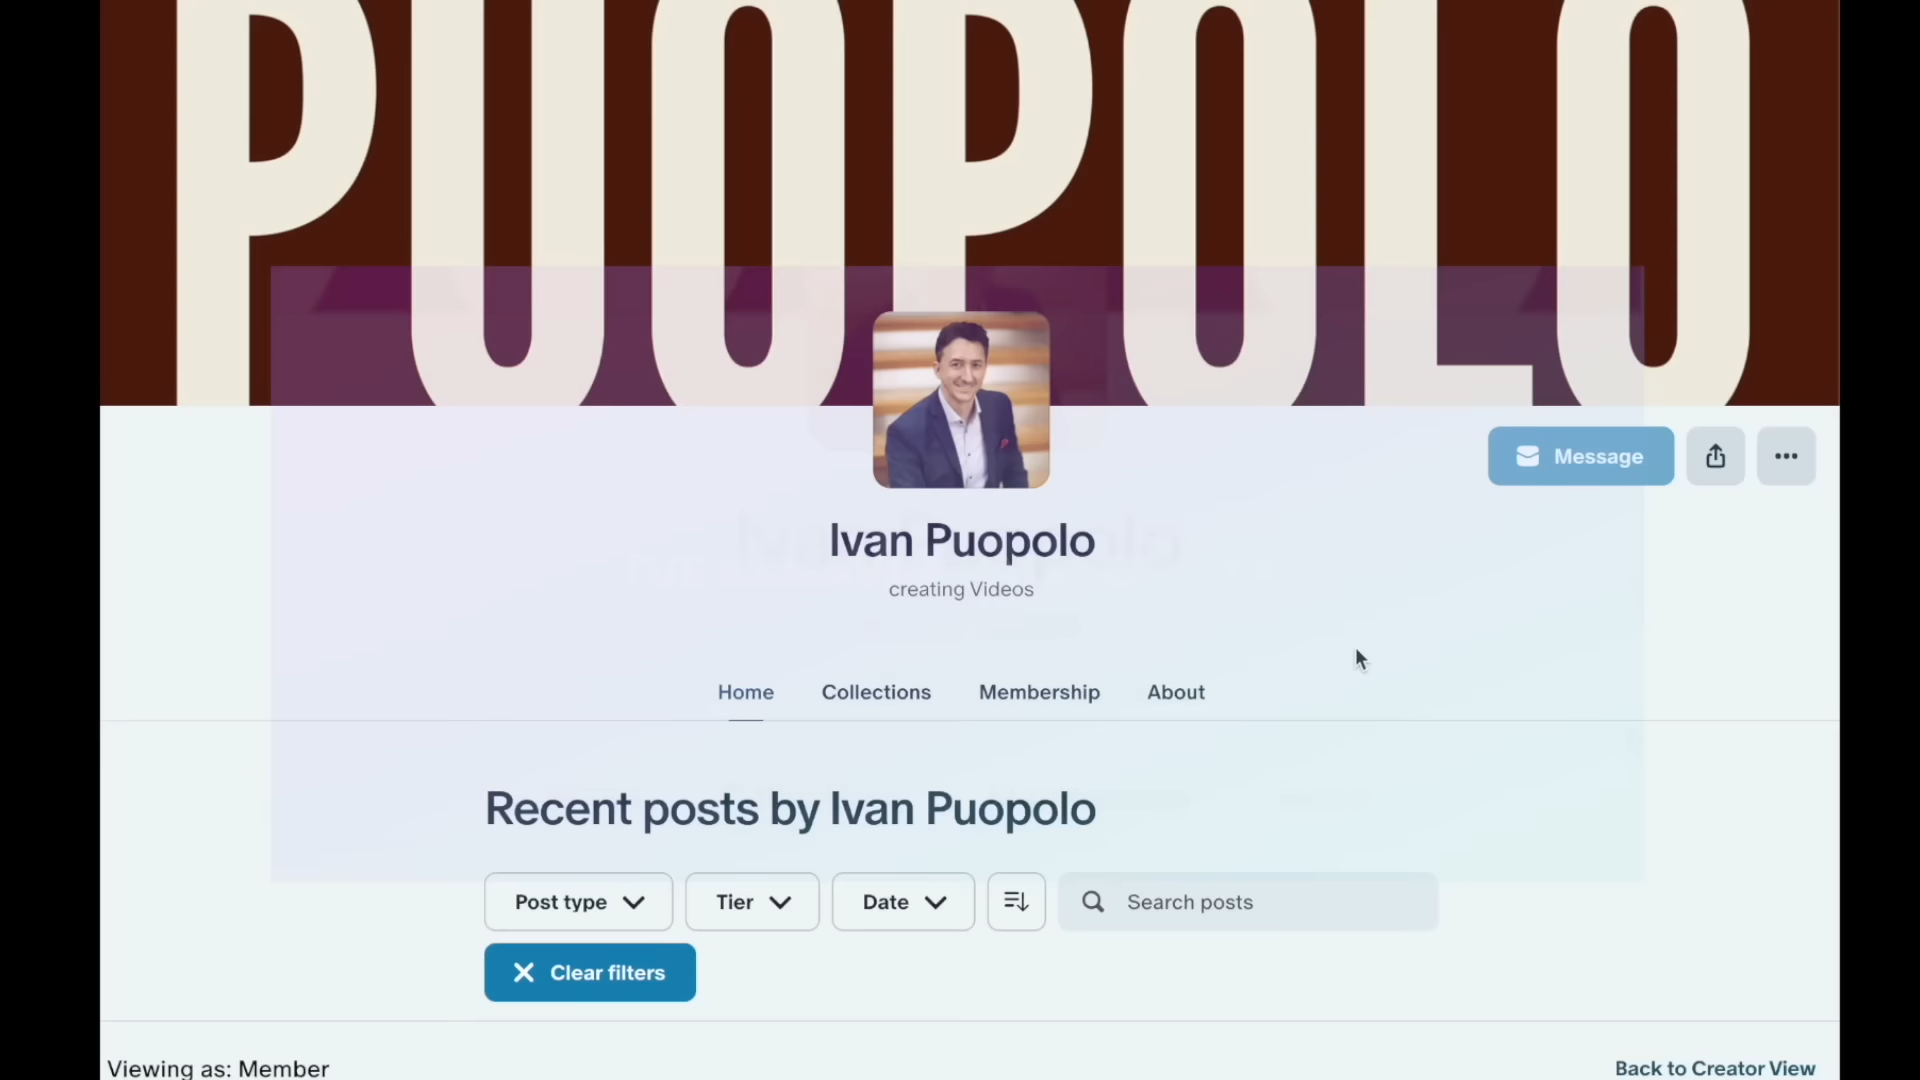 PUOPOLO
Message
Ivan Puopolo
creating Videos
Home Collections Membership About
Recent posts by Ivan Puopolo
Post type Tier Date Search posts
Clear filters
Viewing as: Member Back to Creator View